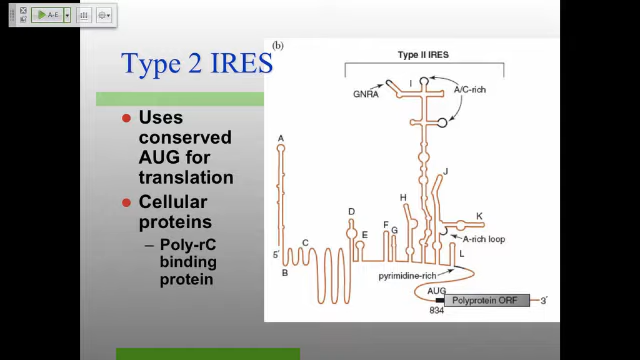 A-E
Type 2 IRES
● Uses
conserved
AUG for
translation
● Cellular
proteins
– Poly-rC
binding
protein
(b)
Type II IRES
I
GNRA
A/C-rich
A
J
H
K
D
F
G
E
C
A-rich loop
L
5′
B
pyrimidine-rich
AUG
Polyprotein ORF
3′
834